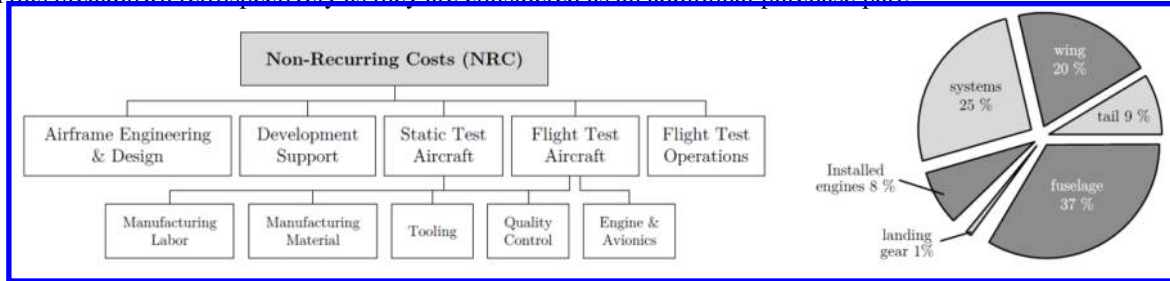 Non-Recurring Costs (NRC)
Airframe Engineering
& Design
Development
Support
Static Test
Aircraft
Flight Test
Aircraft
Flight Test
Operations
Manufacturing
Labor
Manufacturing
Material
Tooling
Quality
Control
Engine &
Avionics
wing
20 %
systems
25 %
tail 9 %
Installed
engines 8 %
fuselage
37 %
landing
gear 1%